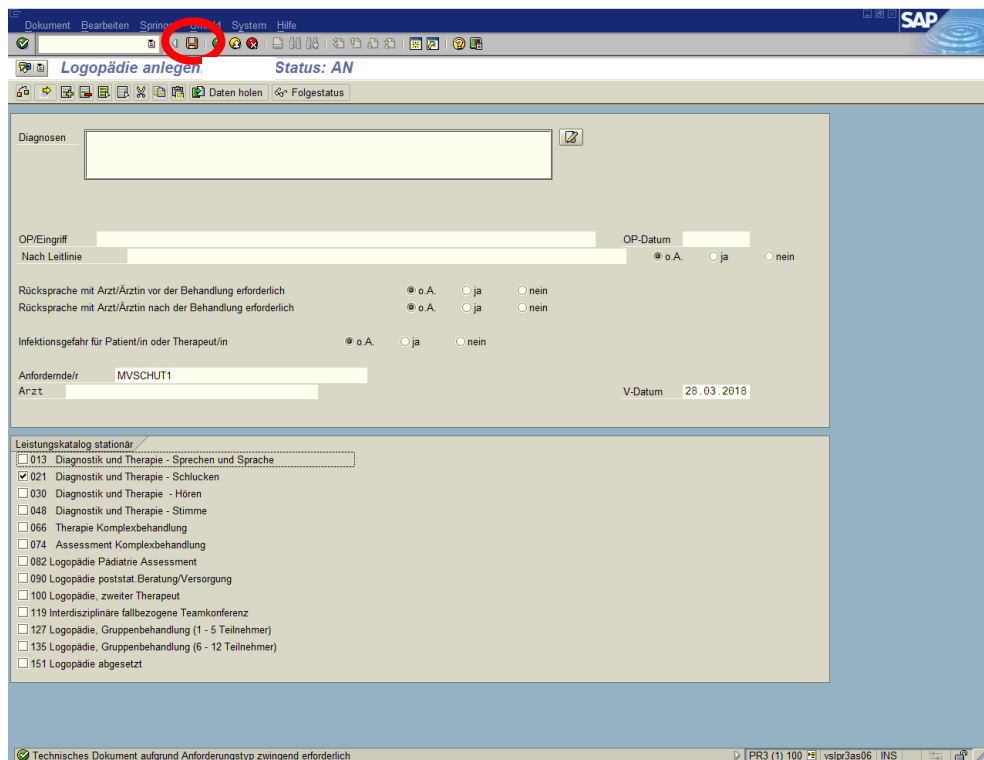 Dokument Bearbeiten System Hilfe
SAP
Logopädie anlegen: Status: AN
Daten holen Folgestatus
Diagnosen
OP/Eingriff OP-Datum
Nach Leitlinie o.A. ja nein
Rücksprache mit Arzt/Ärztin vor der Behandlung erforderlich o.A. ja nein
Rücksprache mit Arzt/Ärztin nach der Behandlung erforderlich o.A. ja nein
Infektionsgefahr für Patient/in oder Therapeut/in o.A. ja nein
Anfordernde/r MVSCHUT1
Arzt V-Datum 28.03.2018
Leistungskatalog stationär
013 Diagnostik und Therapie - Sprechen und Sprache
021 Diagnostik und Therapie - Schlucken
030 Diagnostik und Therapie - Hören
048 Diagnostik und Therapie - Stimme
066 Therapie Komplexbehandlung
074 Assessment Komplexbehandlung
082 Logopädie Pädiatrie Assessment
090 Logopädie poststat.Beratung/Versorgung
100 Logopädie, zweiter Therapeut
119 Interdisziplinäre fallbezogene Teamkonferenz
127 Logopädie, Gruppenbehandlung (1 - 5 Teilnehmer)
135 Logopädie, Gruppenbehandlung (6 - 12 Teilnehmer)
151 Logopädie abgesetzt
Technisches Dokument aufgrund Anforderungstyp zwingend erforderlich PR3 (1) 100 vslpr3as06 INS